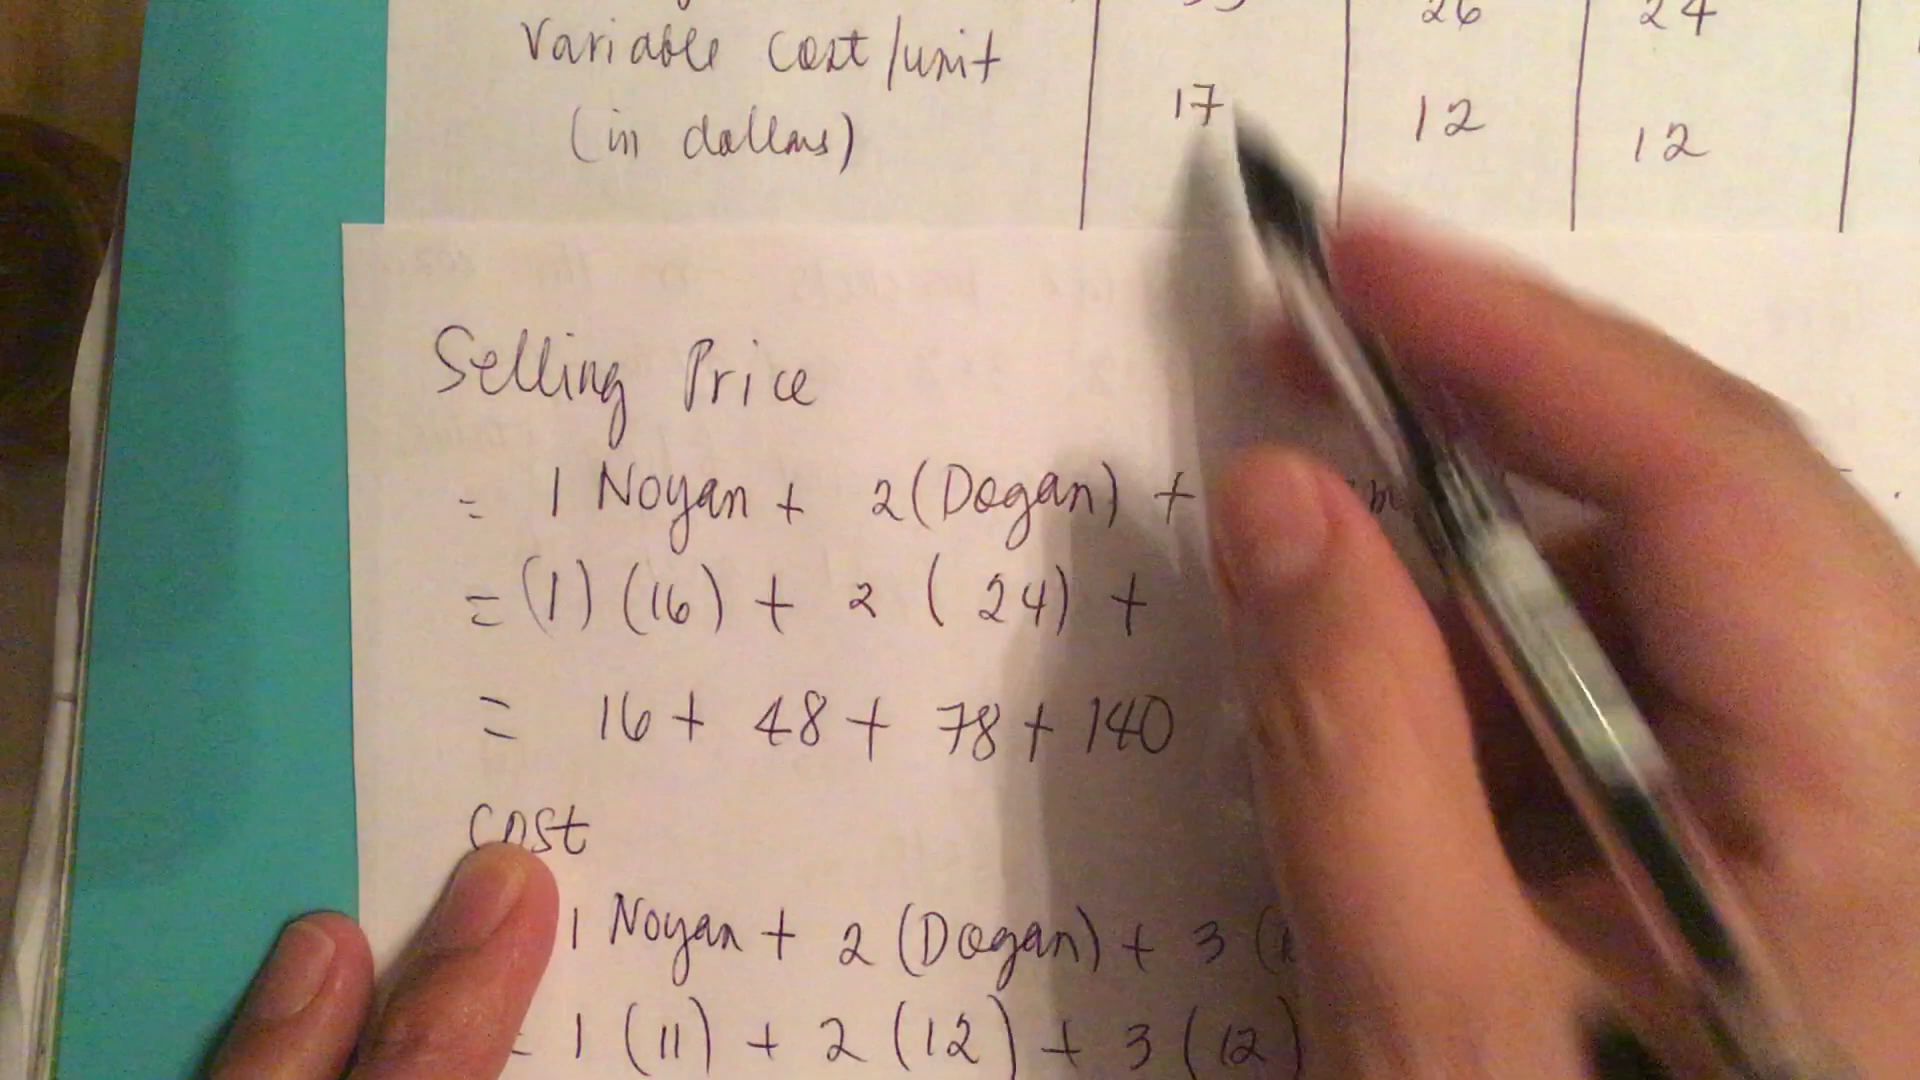 26 24
Variable cost/unit 17 12 12
(in dollars)
Selling Price
= 1 Noyan + 2 (Dogan) +
= (1) (16) + 2 ( 24) +
= 16 + 48 + 78 + 140
Cost
1 Noyan + 2 (Dogan) + 3 (
= 1 (11) + 2 (12) + 3 (12)